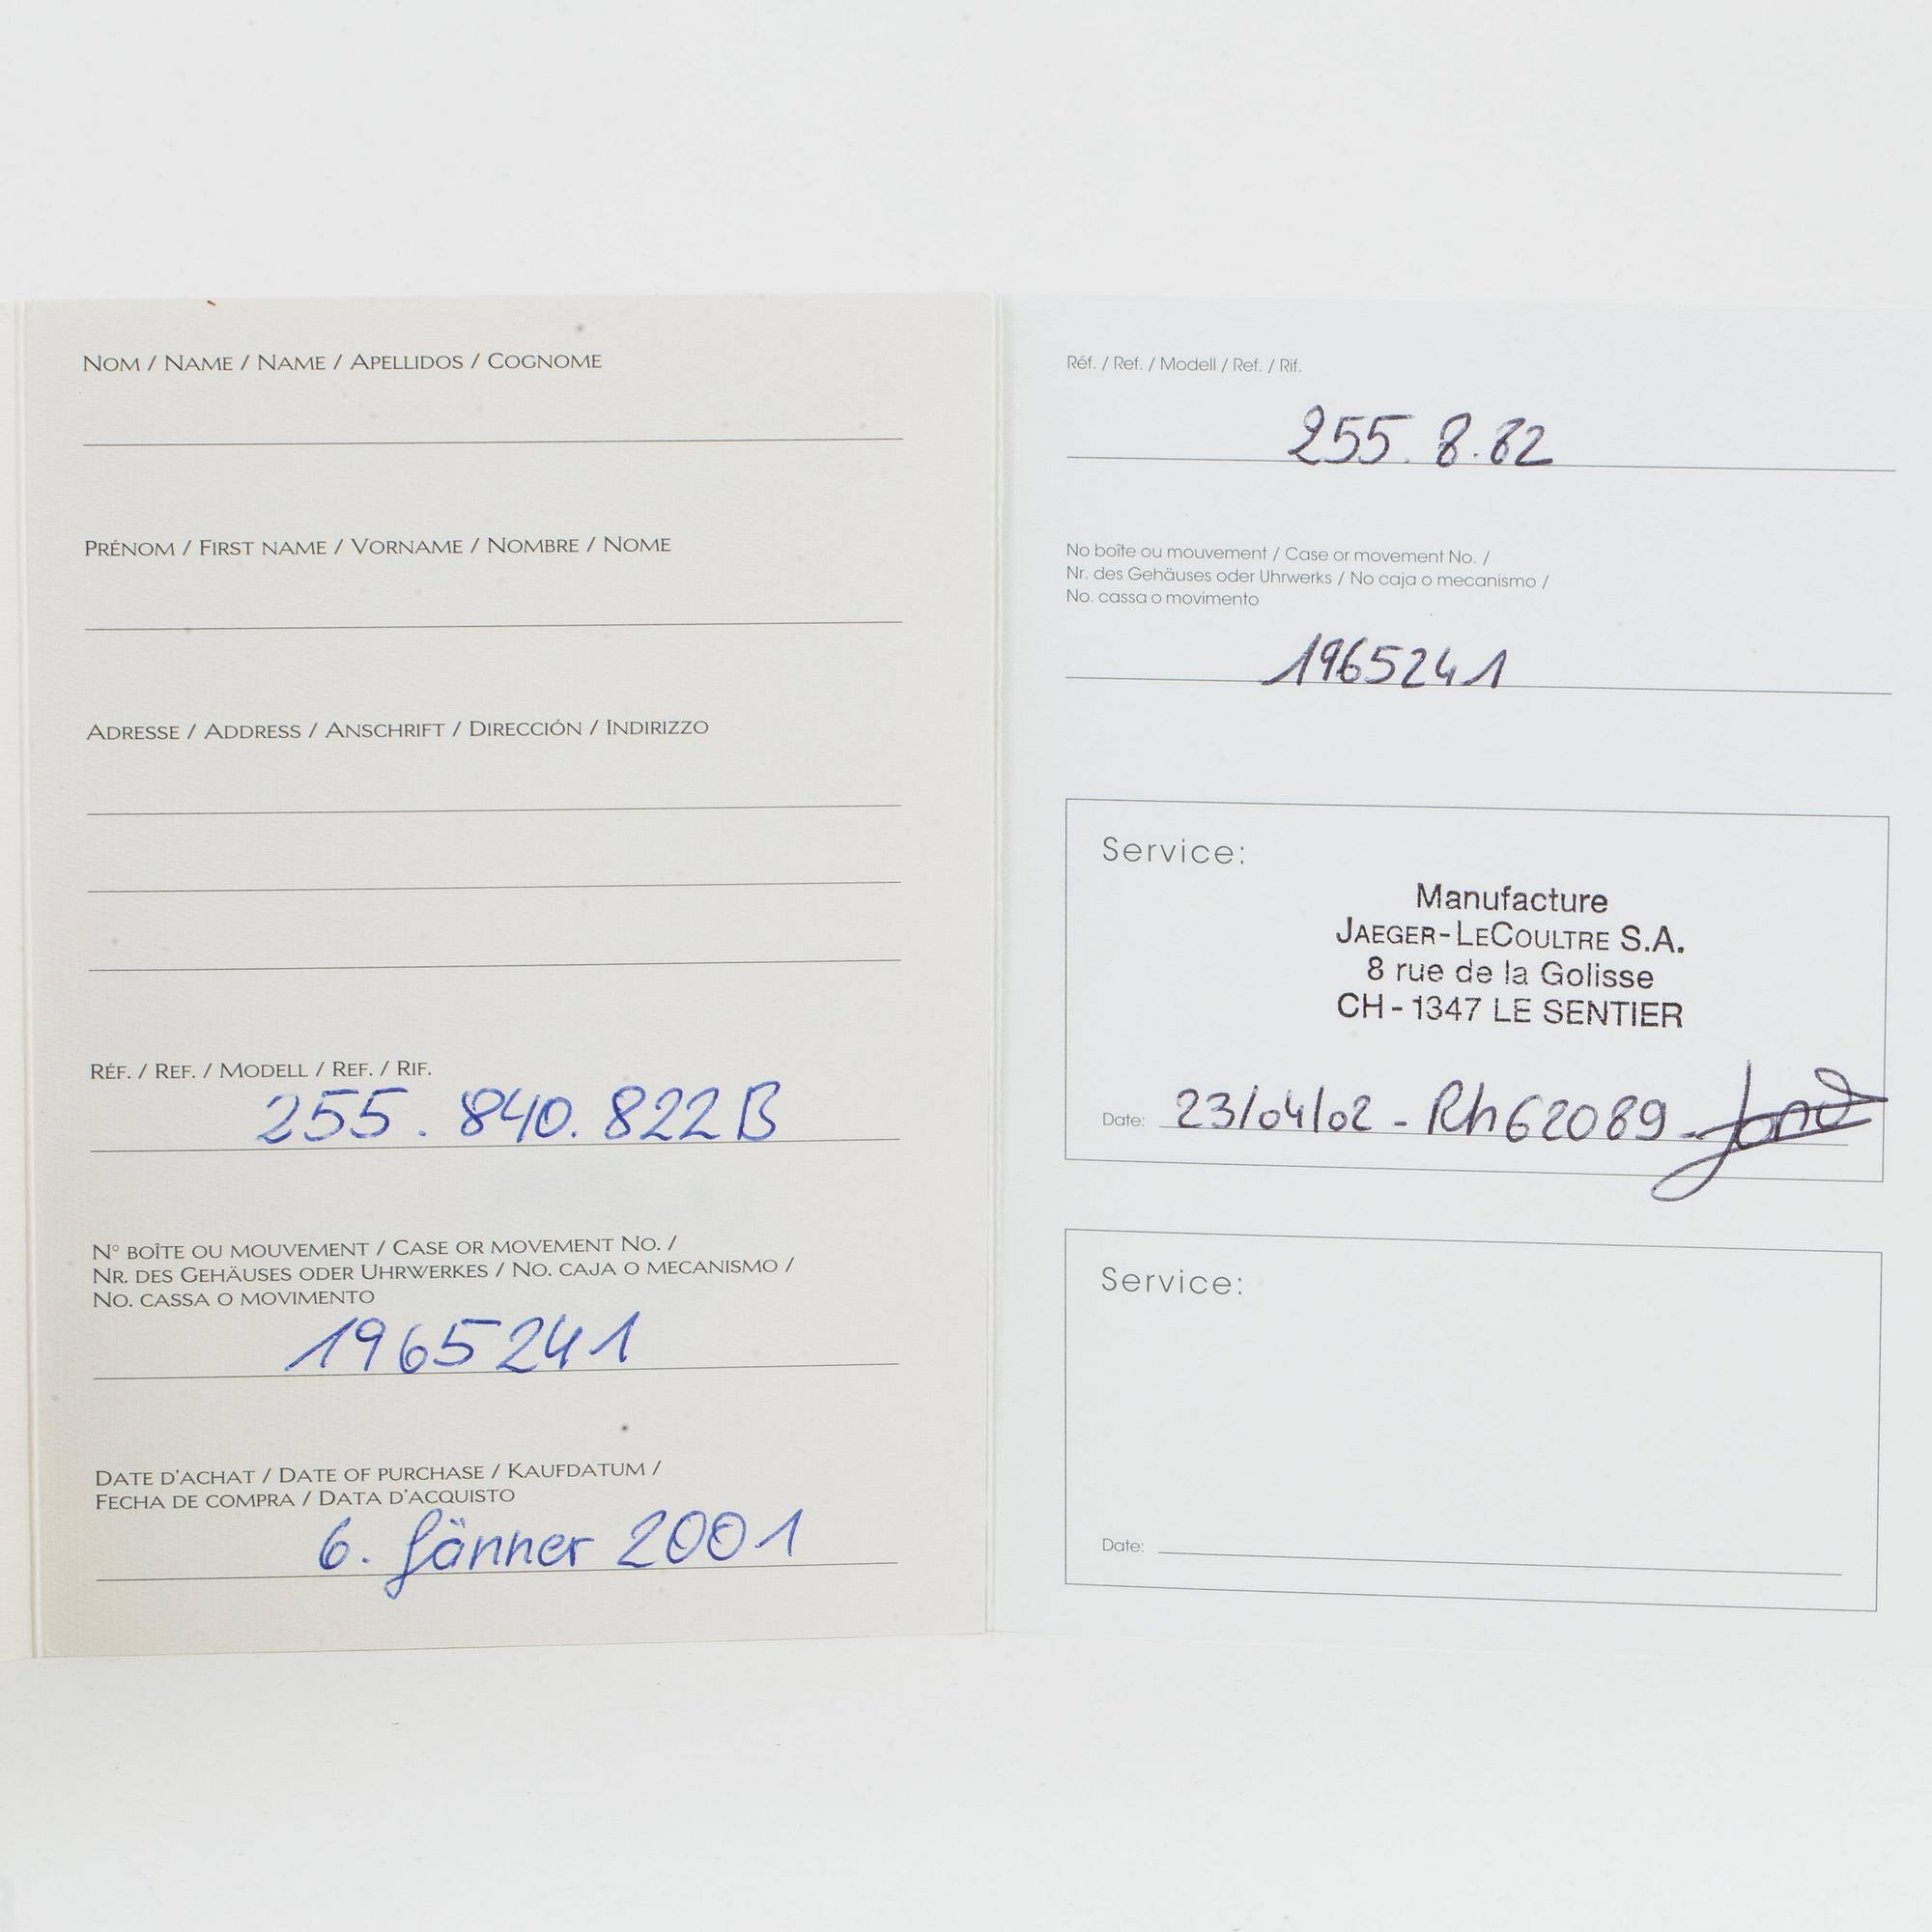 NOM / NAME / NAME / APELLIDOS / COGNOME
PRÉNOM / FIRST NAME / VORNAME / NOMBRE / NOME
ADRESSE / ADDRESS / ANSCHRIFT / DIRECCIÓN / INDIRIZZO
RÉF. / REF. / MODELL / REF. / RIF.
255. 840. 822 B
N° BOÎTE OU MOUVEMENT / CASE OR MOVEMENT NO. /
NR. DES GEHÄUSES ODER UHRWERKES / NO. CAJA O MECANISMO /
NO. CASSA O MOVIMENTO
1965241
DATE D'ACHAT / DATE OF PURCHASE / KAUFDATUM /
FECHA DE COMPRA / DATA D'ACQUISTO
6. Jänner 2001
Réf. / Ref. / Modell / Ref. / Rif.
255.8.82
No boîte ou mouvement / Case or movement No. /
Nr. des Gehäuses oder Uhrwerks / No caja o mecanismo /
No. cassa o movimento
1965241
Service:
Manufacture
JAEGER-LECOULTRE S.A.
8 rue de la Golisse
CH-1347 LE SENTIER
Date: 23/04/02 - Rh62089 -
Service:
Date: